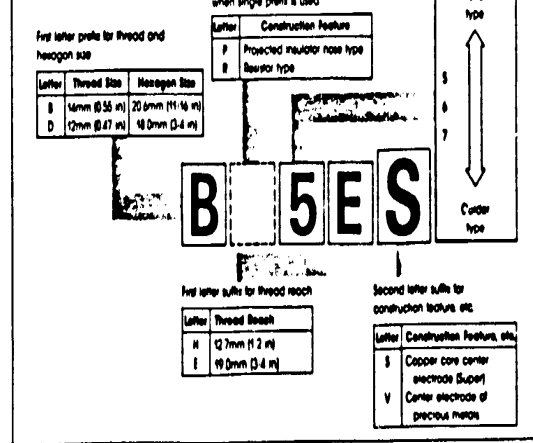 when single prefix is used
type
First letter prefix for thread and
hexagon size
Letter Construction Feature
P Projected insulator nose type
R Resistor type
Letter Thread Size Hexagon Size
B 14mm (0.55 in) 20.6mm (11-16 in)
D 12mm (0.47 in) 18.0mm (3-4 in)
5
6
7
Colder
type
B 5 E S
First letter suffix for thread reach
Letter Thread Reach
H 12.7mm (1.2 in)
E 19.0mm (3-4 in)
Second letter suffix for
construction feature, etc
Letter Construction Feature, etc.
S Copper core center
electrode (Super)
V Center electrode of
precious metals